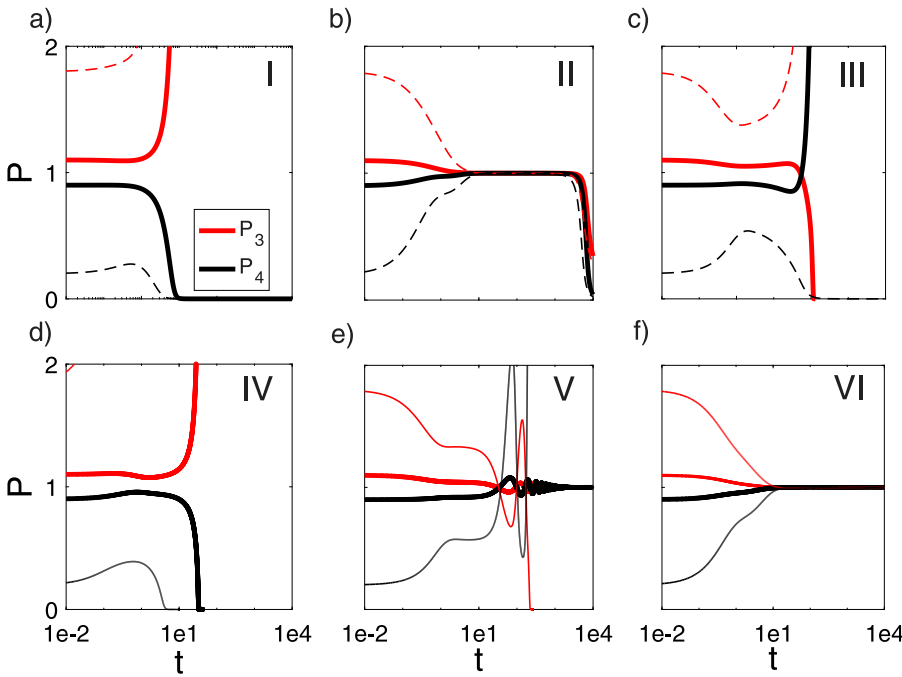 a)
b)
c)
2
I
II
III
P
1
P3
P4
0
d)
e)
f)
2
IV
V
VI
P
1
0
1e-2 1e1 1e4
1e-2 1e1 1e4
1e-2 1e1 1e4
t
t
t